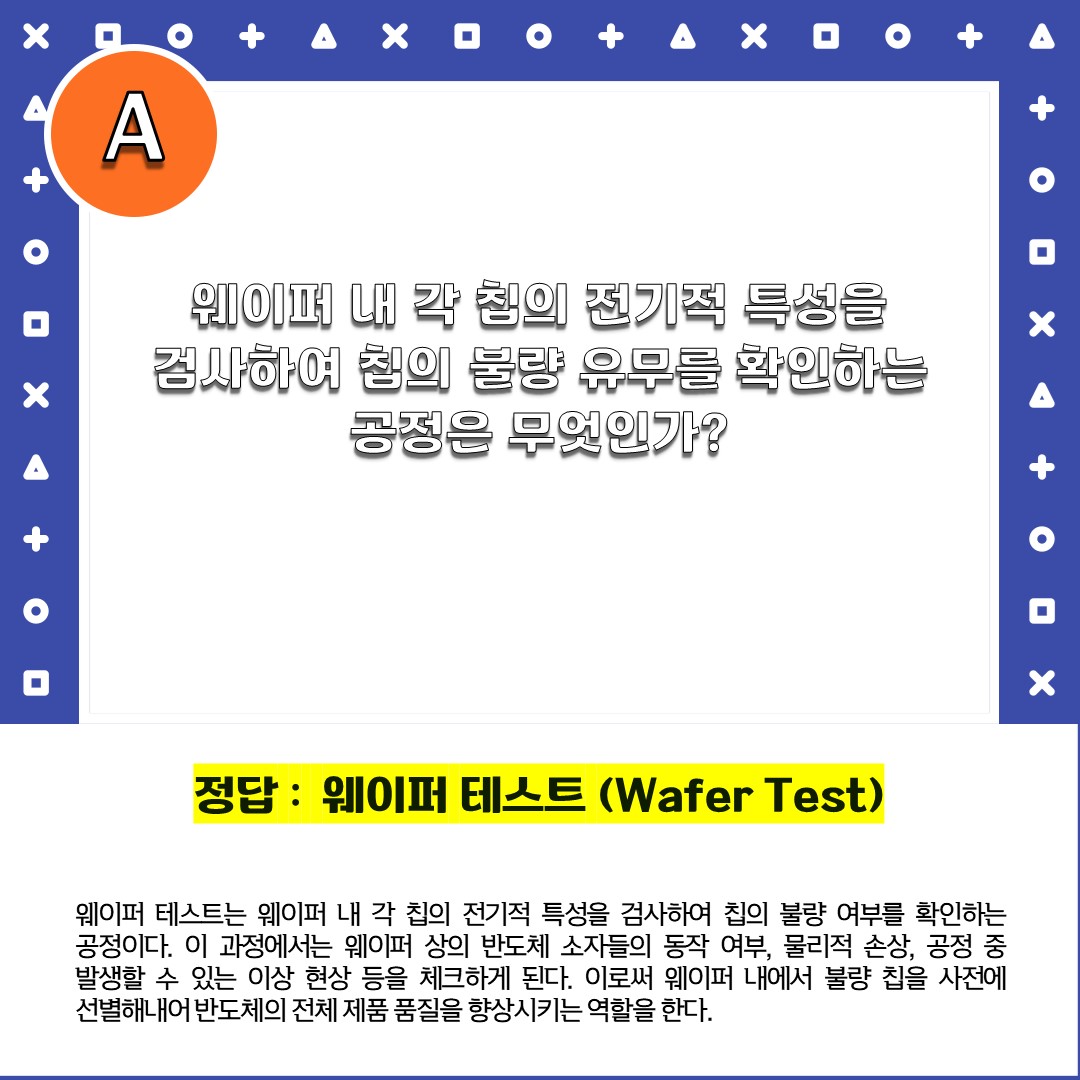 A
웨이퍼 내 각 칩의 전기적 특성을
검사하여 칩의 불량 유무를 확인하는
공정은 무엇인가?
정답 : 웨이퍼 테스트 (Wafer Test)
웨이퍼 테스트는 웨이퍼 내 각 칩의 전기적 특성을 검사하여 칩의 불량 여부를 확인하는
공정이다. 이 과정에서는 웨이퍼 상의 반도체 소자들의 동작 여부, 물리적 손상, 공정 중
발생할 수 있는 이상 현상 등을 체크하게 된다. 이로써 웨이퍼 내에서 불량 칩을 사전에
선별해내어 반도체의 전체 제품 품질을 향상시키는 역할을 한다.